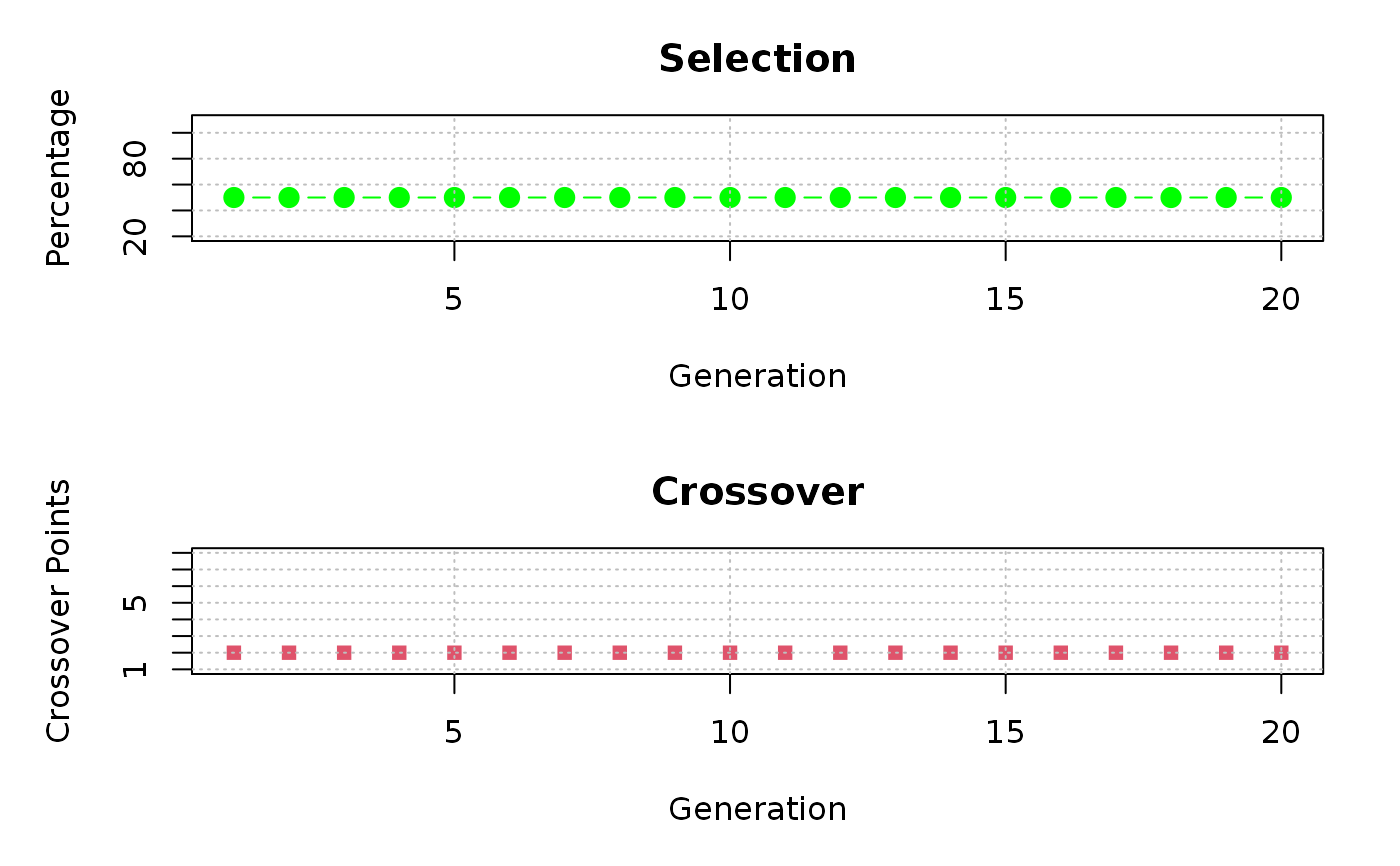 Selection
Percentage
80
20
5 10 15 20
Generation
Crossover
Crossover Points
5
1
5 10 15 20
Generation